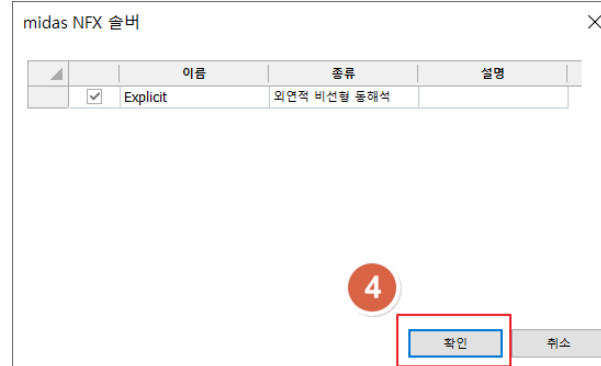 midas NFX 솔버
이름 종류 설명
Explicit 외연적 비선형 동해석
4
확인 취소